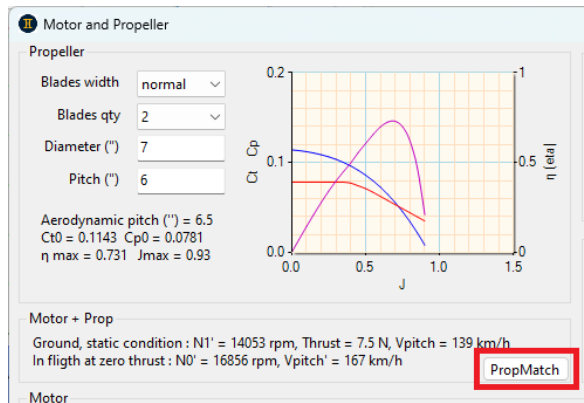 Motor and Propeller
Propeller
Blades width normal
Blades qty 2
Diameter (") 7
Pitch (") 6
Aerodynamic pitch (") = 6.5
Ct0 = 0.1143 Cp0 = 0.0781
η max = 0.731 Jmax = 0.93
0.2
0.1
0.0
Ct Cp
1
0.5
0
η [eta]
0.0 0.5 1.0 1.5
J
Motor + Prop
Ground, static condition : N1' = 14053 rpm, Thrust = 7.5 N, Vpitch = 139 km/h
In fligth at zero thrust : N0' = 16856 rpm, Vpitch' = 167 km/h
PropMatch
Motor